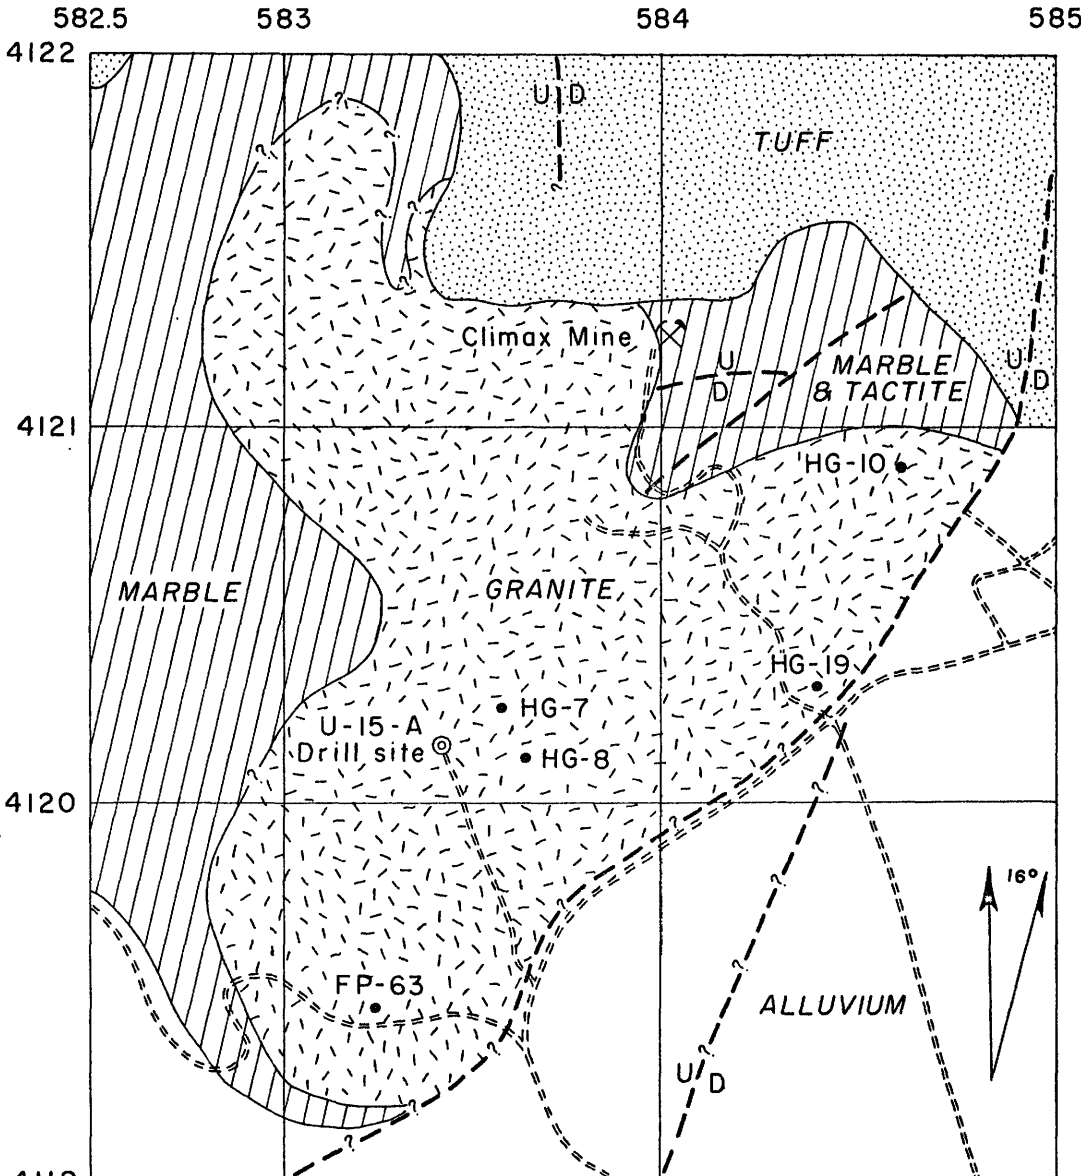 582.5 583 584 585
4122
U D
TUFF
Climax Mine
U
D
MARBLE
& TACTITE
U
D
4121
HG-10
MARBLE
GRANITE
HG-19
HG-7
U-15-A
Drill site
HG-8
4120
16°
FP-63
ALLUVIUM
U D